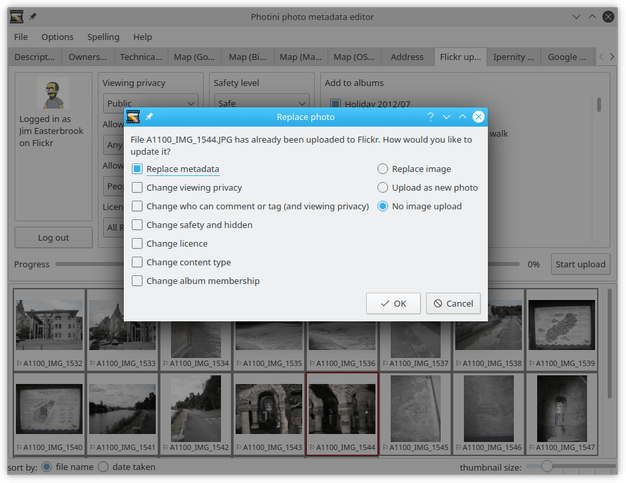 Photini photo metadata editor
File Options Spelling Help
Descript... Owners... Technica... Map (Go... Map (Bi... Map (Ma... Map (OS... Address Flickr up... Ipernity ... Google ...
Logged in as
Jim Easterbrook
on Flickr
Log out
Viewing privacy
Public
Safety level
Safe
Add to albums
Holiday 2012/07
walk
Replace photo
File A1100_IMG_1544.JPG has already been uploaded to Flickr. How would you like to
update it?
Replace metadata
Change viewing privacy
Change who can comment or tag (and viewing privacy)
Change safety and hidden
Change licence
Change content type
Change album membership
Replace image
Upload as new photo
No image upload
OK Cancel
Progress 0% Start upload
A1100_IMG_1532 A1100_IMG_1533 A1100_IMG_1534 A1100_IMG_1535 A1100_IMG_1536 A1100_IMG_1537 A1100_IMG_1538 A1100_IMG_1539
A1100_IMG_1540 A1100_IMG_1541 A1100_IMG_1542 A1100_IMG_1543 A1100_IMG_1544 A1100_IMG_1545 A1100_IMG_1546 A1100_IMG_1547
sort by: file name date taken thumbnail size: